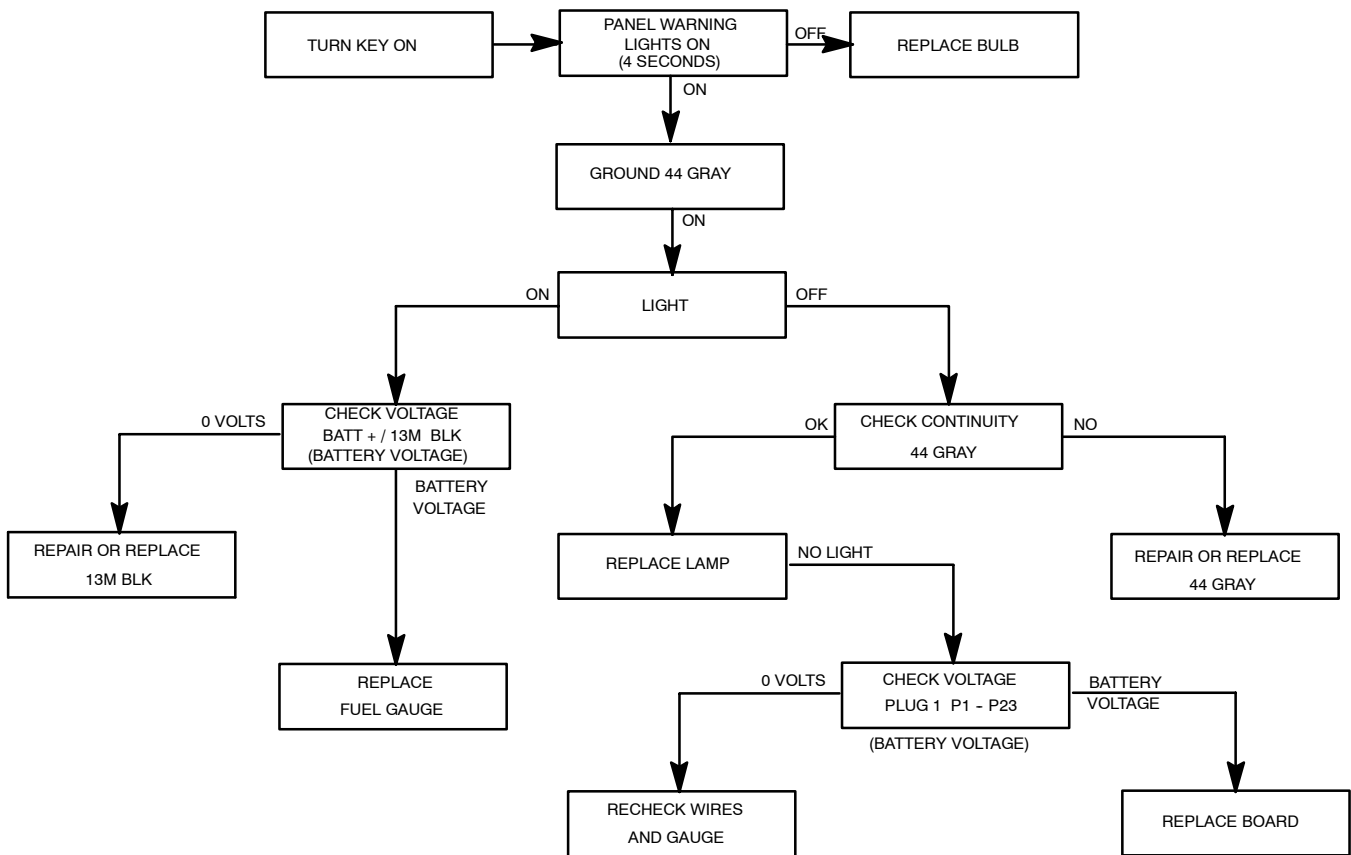 TURN KEY ON
PANEL WARNING
LIGHTS ON
(4 SECONDS)
OFF
REPLACE BULB
ON
GROUND 44 GRAY
ON
ON
LIGHT
OFF
0 VOLTS
CHECK VOLTAGE
BATT + / 13M BLK
(BATTERY VOLTAGE)
OK
CHECK CONTINUITY
44 GRAY
NO
BATTERY
VOLTAGE
REPAIR OR REPLACE
13M BLK
REPLACE LAMP
NO LIGHT
REPAIR OR REPLACE
44 GRAY
REPLACE
FUEL GAUGE
0 VOLTS
CHECK VOLTAGE
PLUG 1 P1 - P23
(BATTERY VOLTAGE)
BATTERY
VOLTAGE
RECHECK WIRES
AND GAUGE
REPLACE BOARD